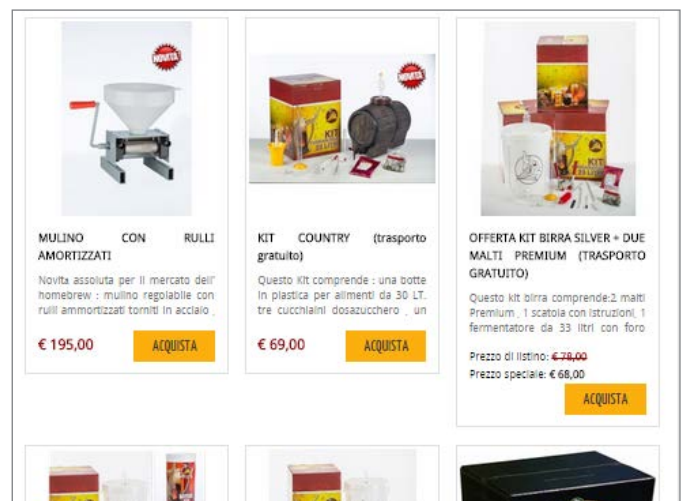 NOVITA'
MULINO CON RULLI
AMORTIZZATI
Novita assoluta per il mercato dell'
homebrew : mulino regolabile con
rulli ammortizzati torniti in acciaio .
€ 195,00
ACQUISTA
NOVITA'
KIT
KIT COUNTRY (trasporto
gratuito)
Questo Kit comprende : una botte
in plastica per alimenti da 30 LT.
tre cucchiaini dosazucchero , un
€ 69,00
ACQUISTA
KIT
OFFERTA KIT BIRRA SILVER + DUE
MALTI PREMIUM (TRASPORTO
GRATUITO)
Questo kit birra comprende:2 malti
Premium , 1 scatola con istruzioni, 1
fermentatore da 33 litri con foro
Prezzo di listino: € 78,00
Prezzo speciale: € 68,00
ACQUISTA